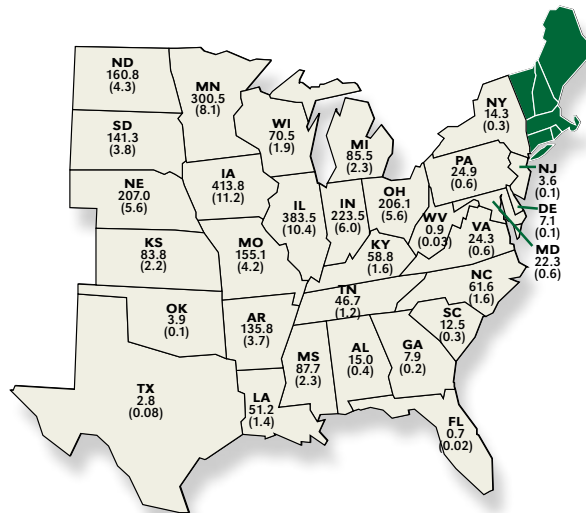 ND
160.8
(4.3)
MN
300.5
(8.1)
SD
141.3
(3.8)
WI
70.5
(1.9)
MI
85.5
(2.3)
NY
14.3
(0.3)
NE
207.0
(5.6)
IA
413.8
(11.2)
IL
383.5
(10.4)
IN
223.5
(6.0)
OH
206.1
(5.6)
PA
24.9
(0.6)
NJ
3.6
(0.1)
DE
7.1
(0.1)
MD
22.3
(0.6)
KS
83.8
(2.2)
MO
155.1
(4.2)
KY
58.8
(1.6)
WV
0.9
(0.03)
VA
24.3
(0.6)
OK
3.9
(0.1)
AR
135.8
(3.7)
TN
46.7
(1.2)
NC
61.6
(1.6)
SC
12.5
(0.3)
TX
2.8
(0.08)
LA
51.2
(1.4)
MS
87.7
(2.3)
AL
15.0
(0.4)
GA
7.9
(0.2)
FL
0.7
(0.02)